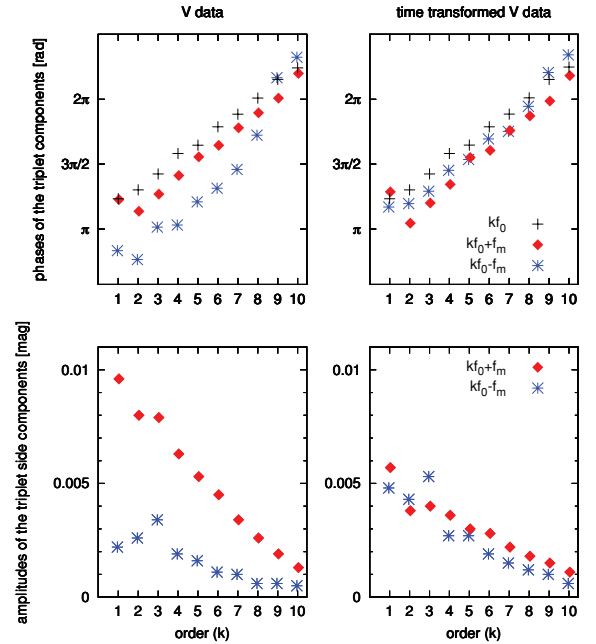 V data
time transformed V data
phases of the triplet components [rad]
2π
3π/2
π
1 2 3 4 5 6 7 8 9 10
2π
3π/2
π
kf0
kf0+fm
kf0-fm
1 2 3 4 5 6 7 8 9 10
amplitudes of the triplet side components [mag]
0.01
0.005
0
1 2 3 4 5 6 7 8 9 10
order (k)
0.01
0.005
0
kf0+fm
kf0-fm
1 2 3 4 5 6 7 8 9 10
order (k)